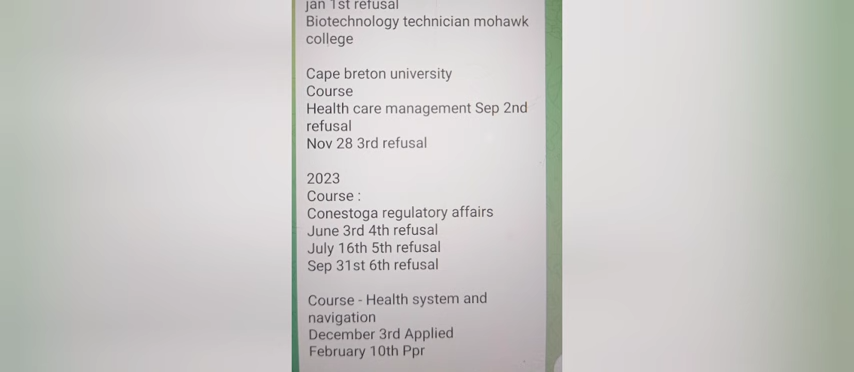 jan 1st refusal
Biotechnology technician mohawk
college
Cape breton university
Course
Health care management Sep 2nd
refusal
Nov 28 3rd refusal
2023
Course :
Conestoga regulatory affairs
June 3rd 4th refusal
July 16th 5th refusal
Sep 31st 6th refusal
Course - Health system and
navigation
December 3rd Applied
February 10th Ppr